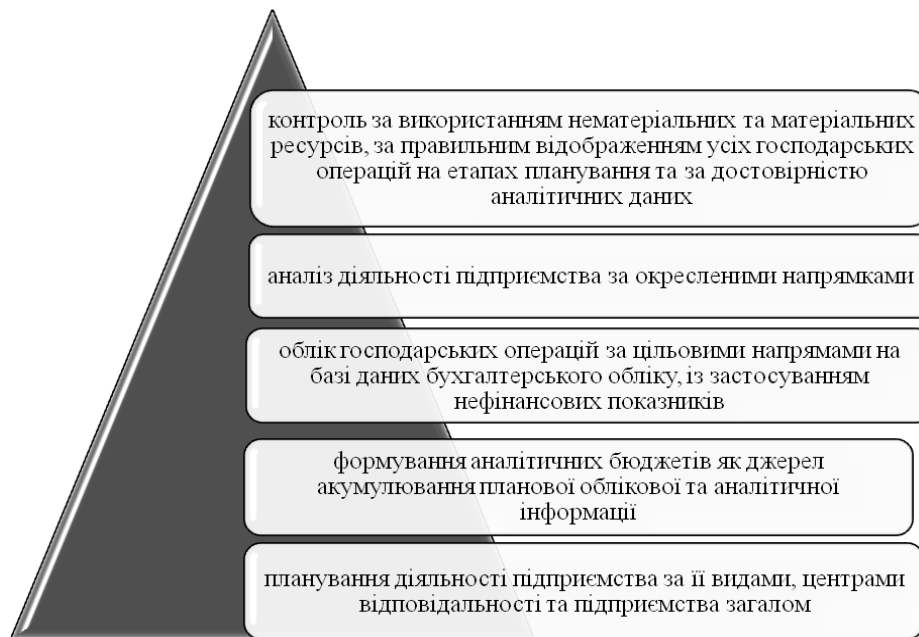 контроль за використанням нематеріальних та матеріальних
ресурсів, за правильним відображенням усіх господарських
операцій на етапах планування та за достовірністю
аналітичних даних
аналіз діяльності підприємства за окресленими напрямками
облік господарських операцій за цільовими напрямами на
базі даних бухгалтерського обліку, із застосуванням
нефінансових показників
формування аналітичних бюджетів як джерел
акумулювання планової облікової та аналітичної
інформації
планування діяльності підприємства за її видами, центрами
відповідальності та підприємства загалом